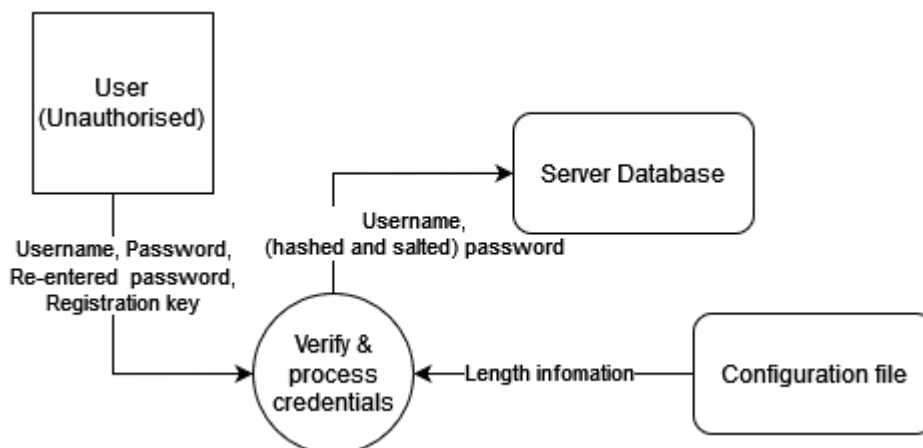 User
(Unauthorised)
Server Database
Username,
(hashed and salted) password
Username, Password,
Re-entered password,
Registration key
Verify &
process
credentials
Length infomation
Configuration file